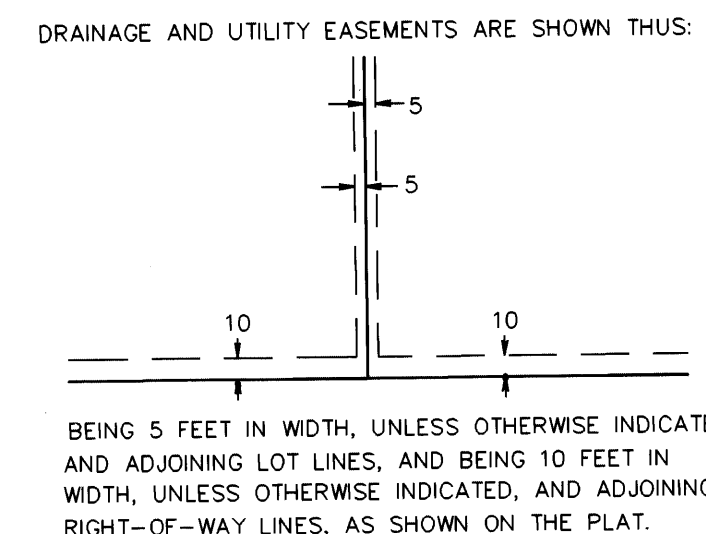 DRAINAGE AND UTILITY EASEMENTS ARE SHOWN THUS:
5
5
10 10
BEING 5 FEET IN WIDTH, UNLESS OTHERWISE INDICATE
AND ADJOINING LOT LINES, AND BEING 10 FEET IN
WIDTH, UNLESS OTHERWISE INDICATED, AND ADJOINING
RIGHT-OF-WAY LINES, AS SHOWN ON THE PLAT.